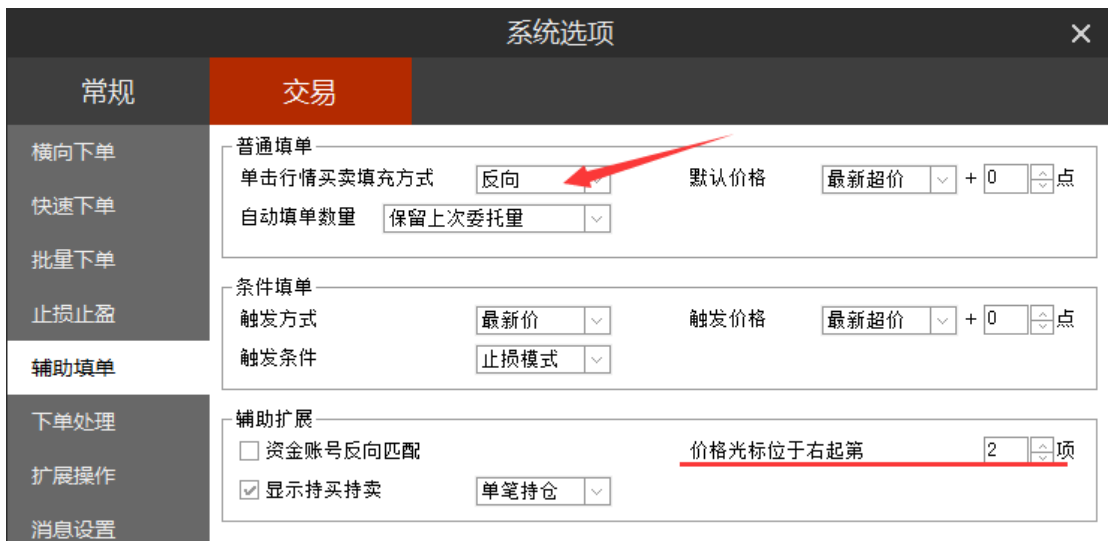 系统选项
常规 交易
横向下单
快速下单
批量下单
止损止盈
辅助填单
下单处理
扩展操作
消息设置
普通填单
单击行情买卖填充方式 反向 默认价格 最新超价 + 0 点
自动填单数量 保留上次委托量
条件填单
触发方式 最新价 触发价格 最新超价 + 0 点
触发条件 止损模式
辅助扩展
资金账号反向匹配 价格光标位于右起第 2 项
显示持买持卖 单笔持仓